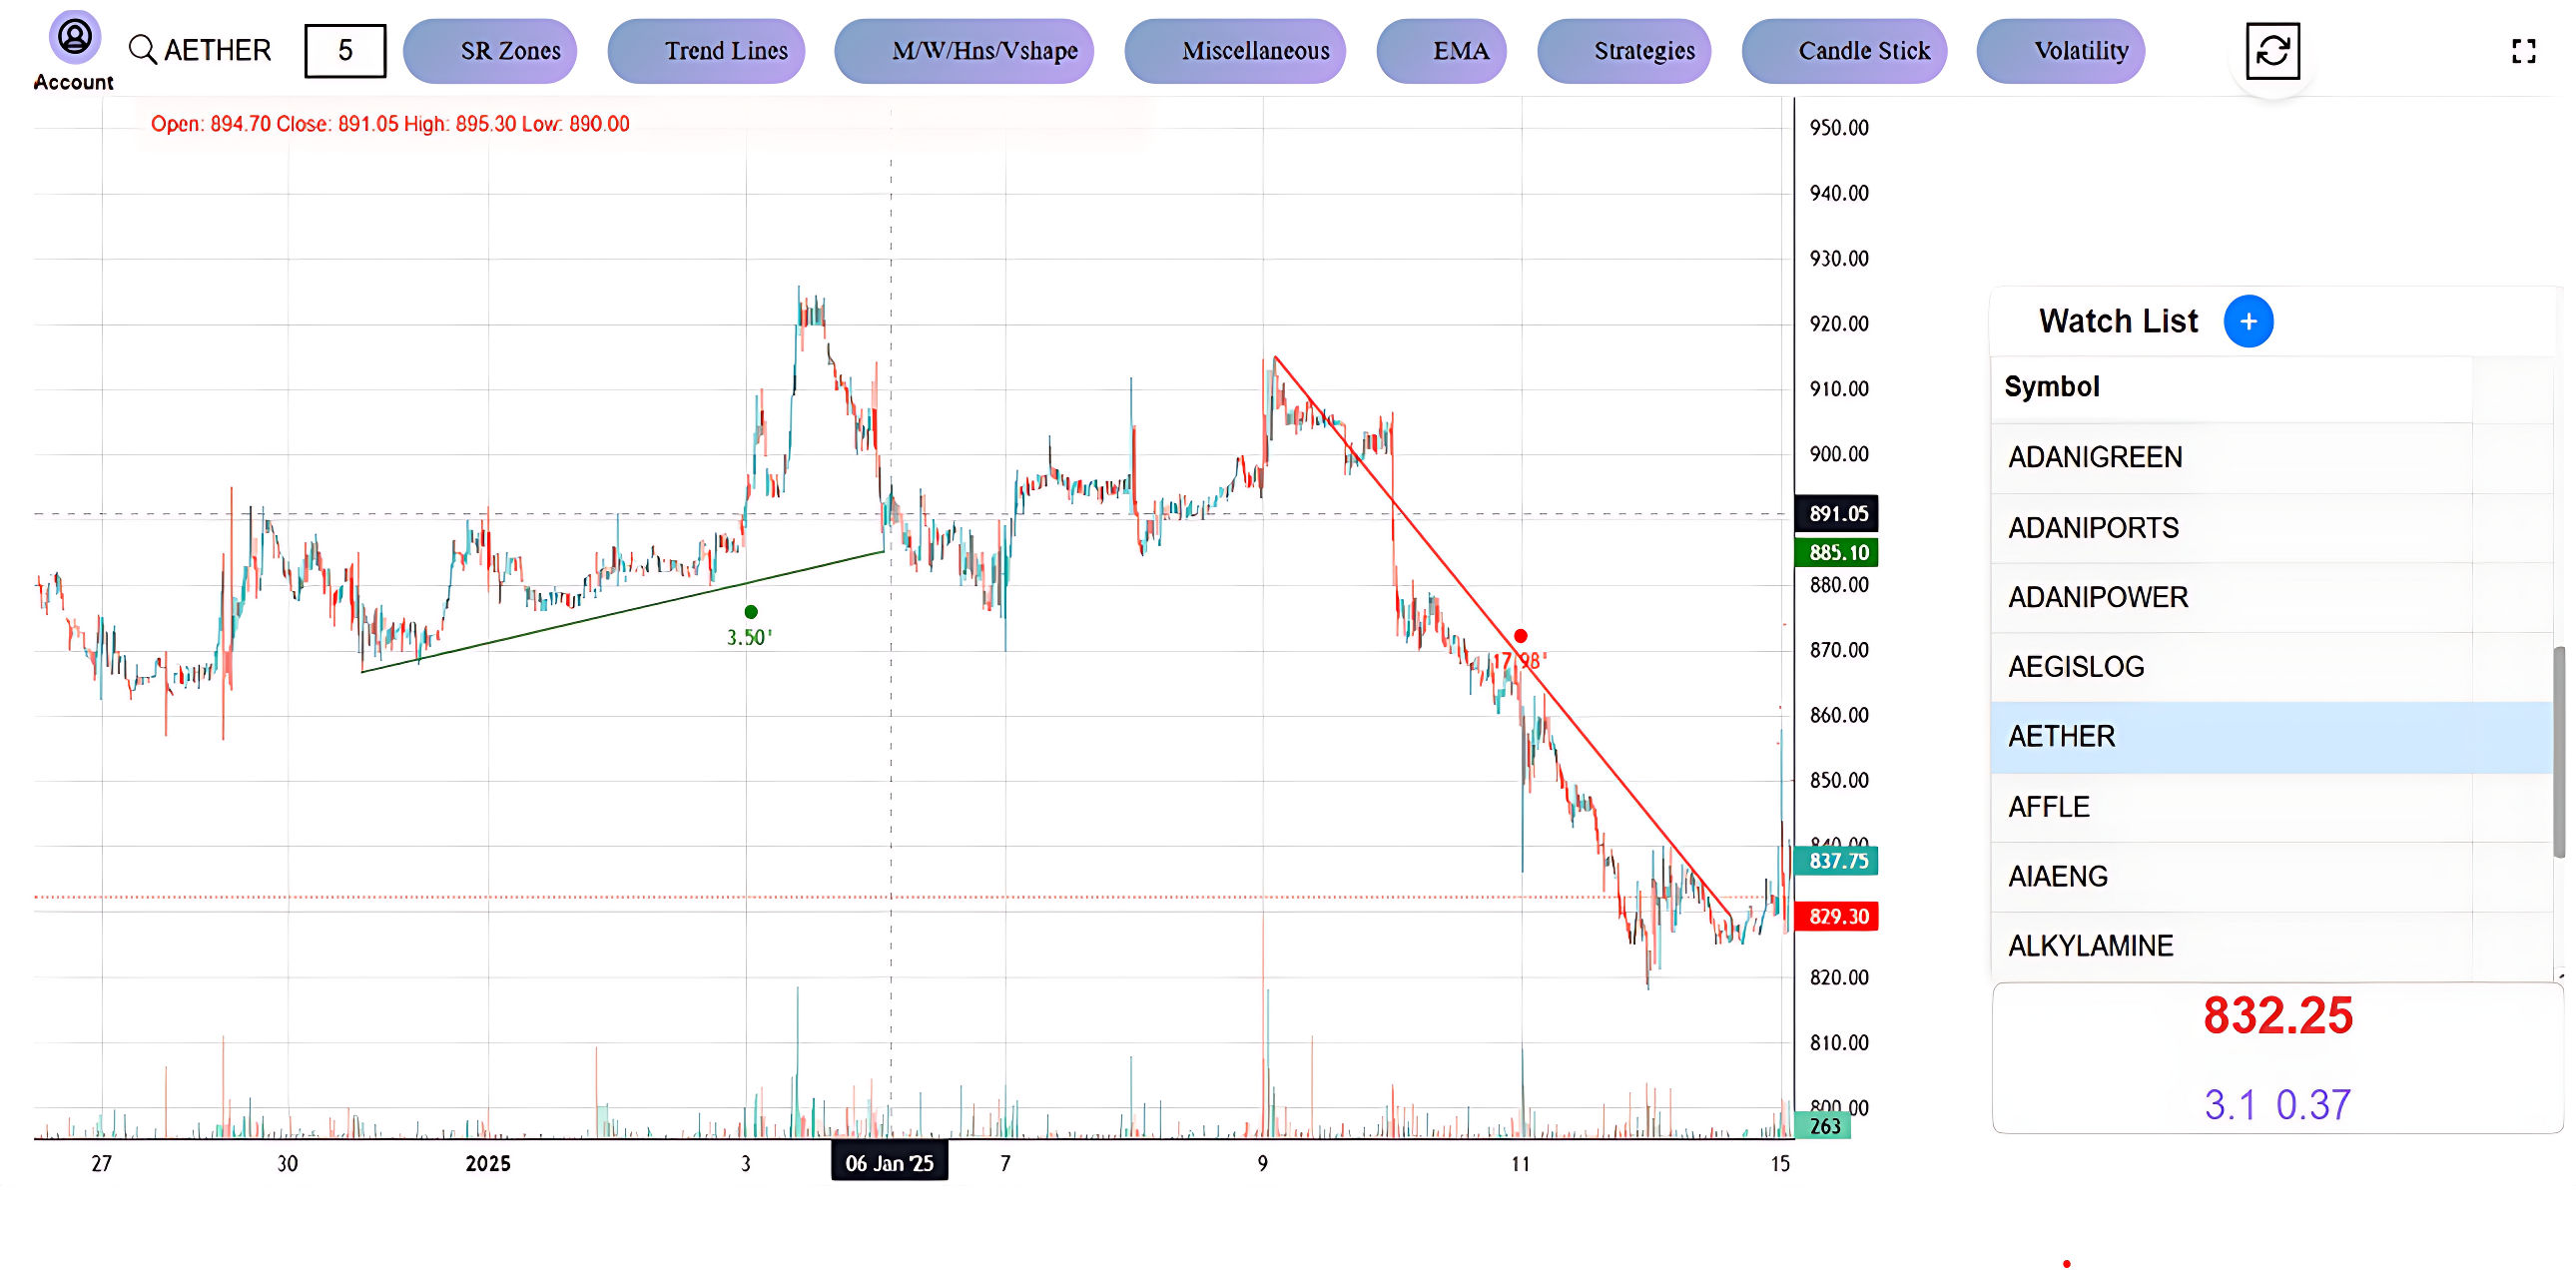 AETHER 5 SR Zones Trend Lines M/W/Hns/Vshape Miscellaneous EMA Strategies Candle Stick Volatility
Account
Open: 894.70 Close: 891.05 High: 895.30 Low: 890.00
950.00
940.00
930.00
920.00
910.00
900.00
891.05
885.10
880.00
870.00
860.00
850.00
840.00
837.75
829.30
820.00
810.00
800.00
263
3.50'
17.98'
27 30 2025 3 06 Jan '25 7 9 11 15
Watch List +
Symbol
ADANIGREEN
ADANIPORTS
ADANIPOWER
AEGISLOG
AETHER
AFFLE
AIAENG
ALKYLAMINE
832.25
3.1 0.37